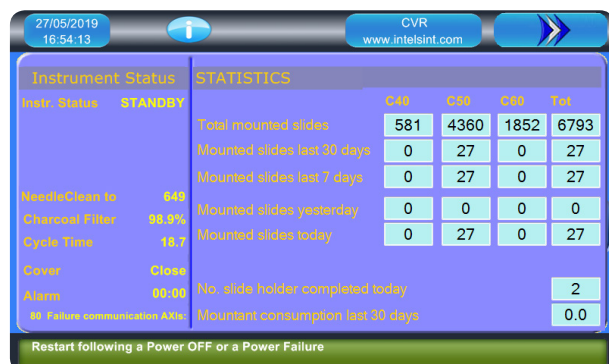 27/05/2019
16:54:13
i
CVR
www.intelsint.com
Instrument Status
Instr. Status STANDBY
NeedleClean to 649
Charcoal Filter 98.9%
Cycle Time 18.7
Cover Close
Alarm 00:00
80 Failure communication AXIs:
STATISTICS
C40 C50 C60 Tot
Total mounted slides 581 4360 1852 6793
Mounted slides last 30 days 0 27 0 27
Mounted slides last 7 days 0 27 0 27
Mounted slides yesterday 0 0 0 0
Mounted slides today 0 27 0 27
No. slide holder completed today 2
Mountant consumption last 30 days 0.0
Restart following a Power OFF or a Power Failure